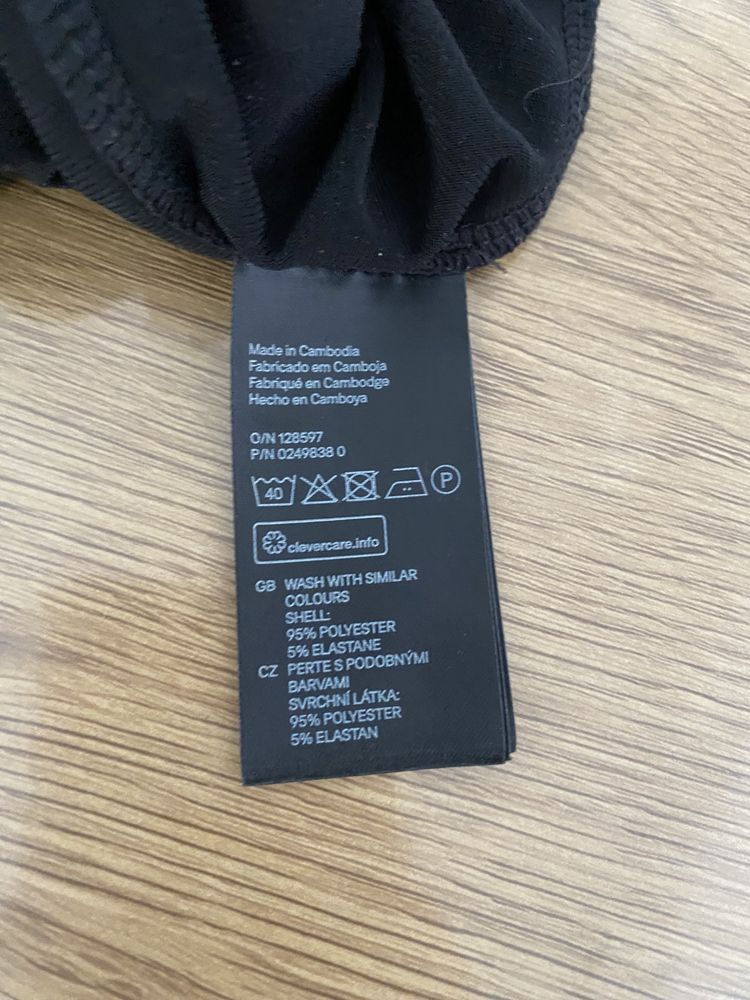 Made in Cambodia
Fabricado em Camboja
Fabriqué en Cambodge
Hecho en Camboya
O/N 128597
P/N 0249838 0
40 P
clevercare.info
GB WASH WITH SIMILAR
COLOURS
SHELL:
95% POLYESTER
5% ELASTANE
CZ PERTE S PODOBNÝMI
BARVAMI
SVRCHNÍ LÁTKA:
95% POLYESTER
5% ELASTAN